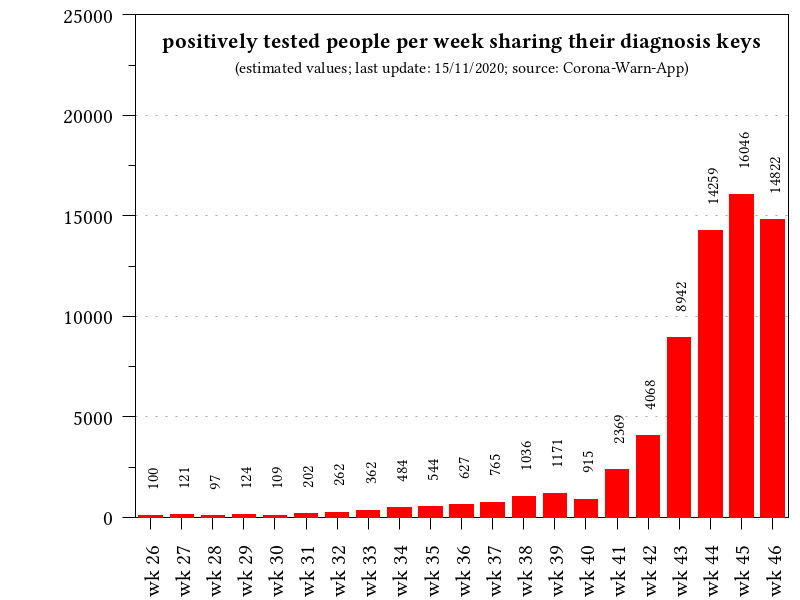 positively tested people per week sharing their diagnosis keys
(estimated values; last update: 15/11/2020; source: Corona-Warn-App)
25000
20000
15000
10000
5000
0
100
121
97
124
109
202
262
362
484
544
627
765
1036
1171
915
2369
4068
8942
14259
16046
14822
wk 26
wk 27
wk 28
wk 29
wk 30
wk 31
wk 32
wk 33
wk 34
wk 35
wk 36
wk 37
wk 38
wk 39
wk 40
wk 41
wk 42
wk 43
wk 44
wk 45
wk 46